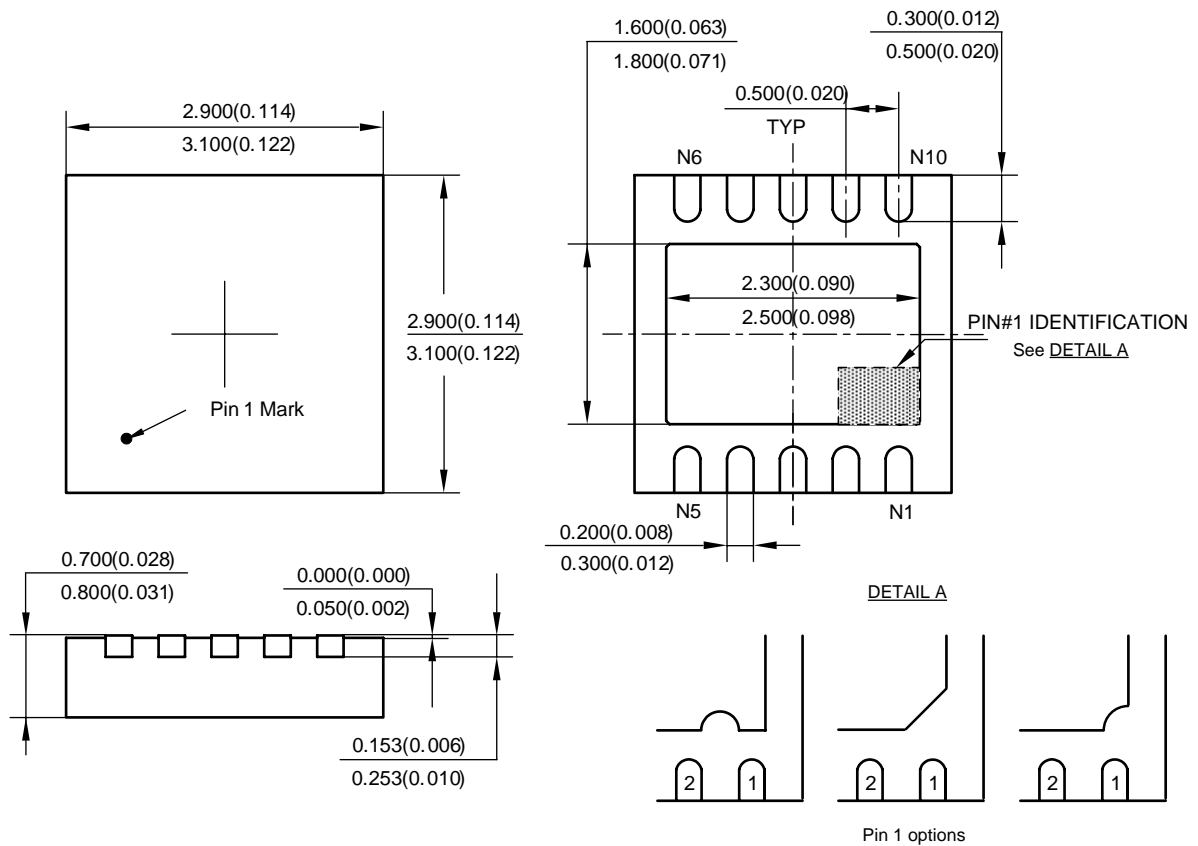 1.600(0.063)
1.800(0.071)
0.300(0.012)
0.500(0.020)
0.500(0.020)
TYP
2.900(0.114)
3.100(0.122)
N6
N10
2.900(0.114)
3.100(0.122)
2.300(0.090)
2.500(0.098)
PIN#1 IDENTIFICATION
See DETAIL A
Pin 1 Mark
N5
N1
0.200(0.008)
0.300(0.012)
0.700(0.028)
0.800(0.031)
0.000(0.000)
0.050(0.002)
0.153(0.006)
0.253(0.010)
DETAIL A
2 1
2 1
2 1
Pin 1 options